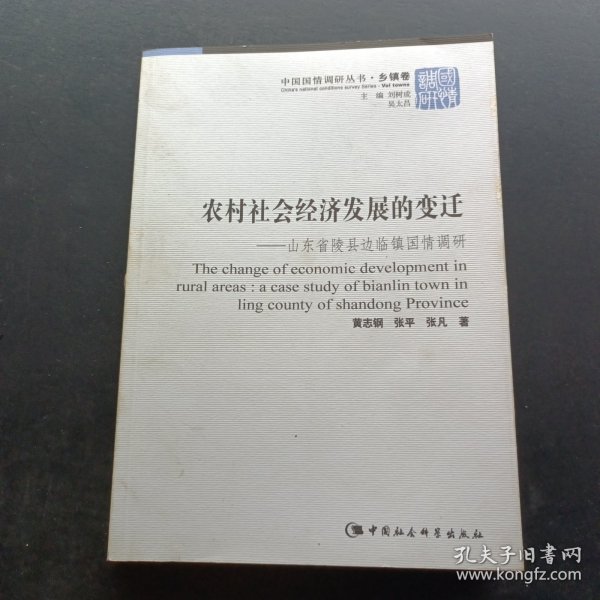 中国国情调研丛书·乡镇卷
China's national conditions survey Series·Vol towns
主 编 刘树成
吴太昌
國情
調研
农村社会经济发展的变迁
——山东省陵县边临镇国情调研
The change of economic development in
rural areas : a case study of bianlin town in
ling county of shandong Province
黄志钢 张平 张凡 著
中国社会科学出版社
孔夫子旧书网
www.kongfz.com